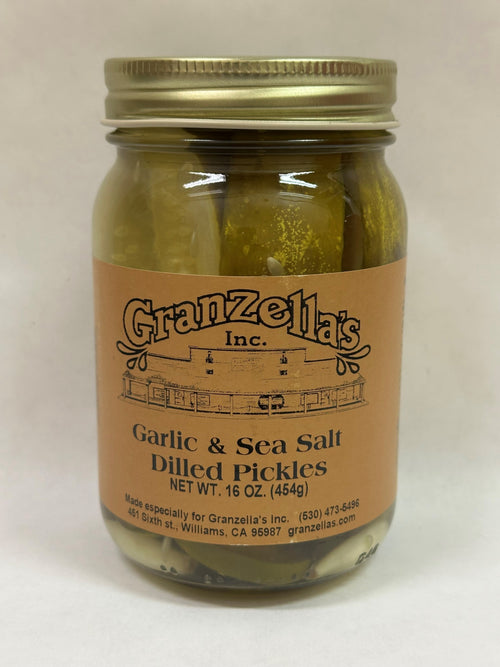 Granzella's
Inc.
Garlic & Sea Salt
Dilled Pickles
NET WT. 16 OZ. (454g)
Made especially for Granzella's Inc. (530) 473-5496
451 Sixth st., Williams, CA 95987 granzellas.com